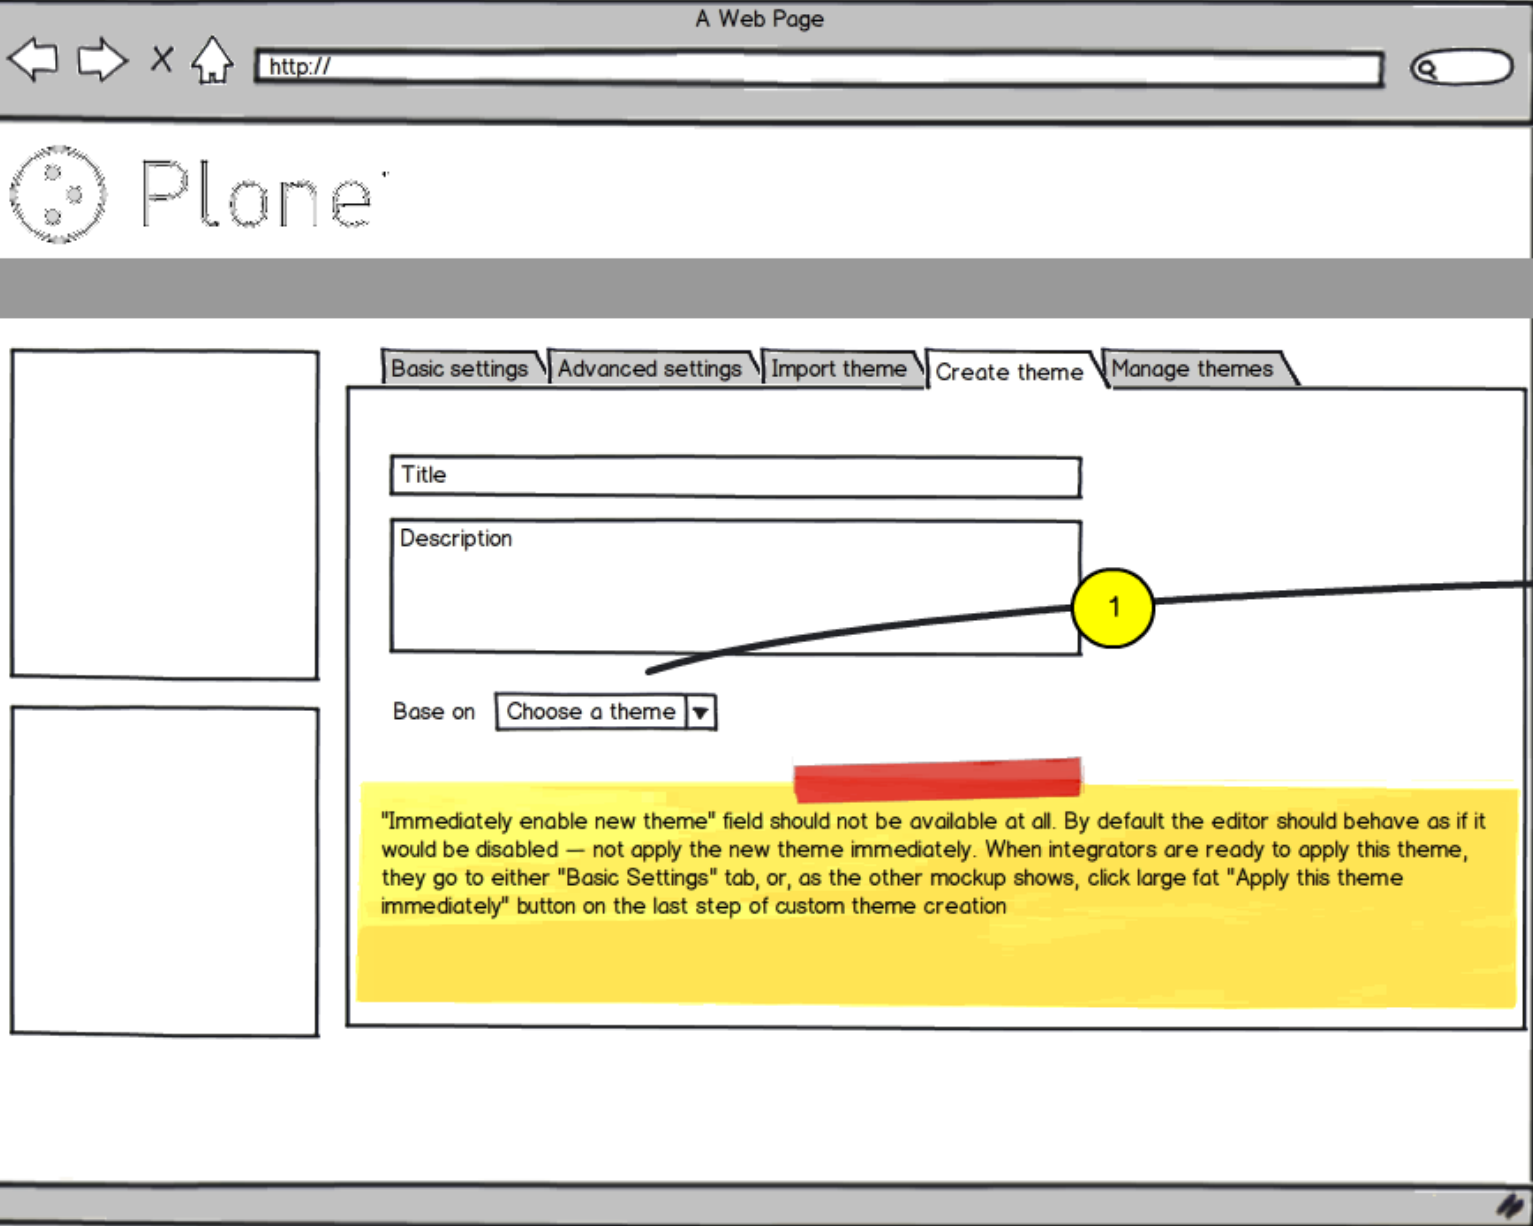 A Web Page
http://
Plone
Basic settings
Advanced settings
Import theme
Create theme
Manage themes
Title
Description
1
Base on
Choose a theme
"Immediately enable new theme" field should not be available at all. By default the editor should behave as if it
would be disabled — not apply the new theme immediately. When integrators are ready to apply this theme,
they go to either "Basic Settings" tab, or, as the other mockup shows, click large fat "Apply this theme
immediately" button on the last step of custom theme creation